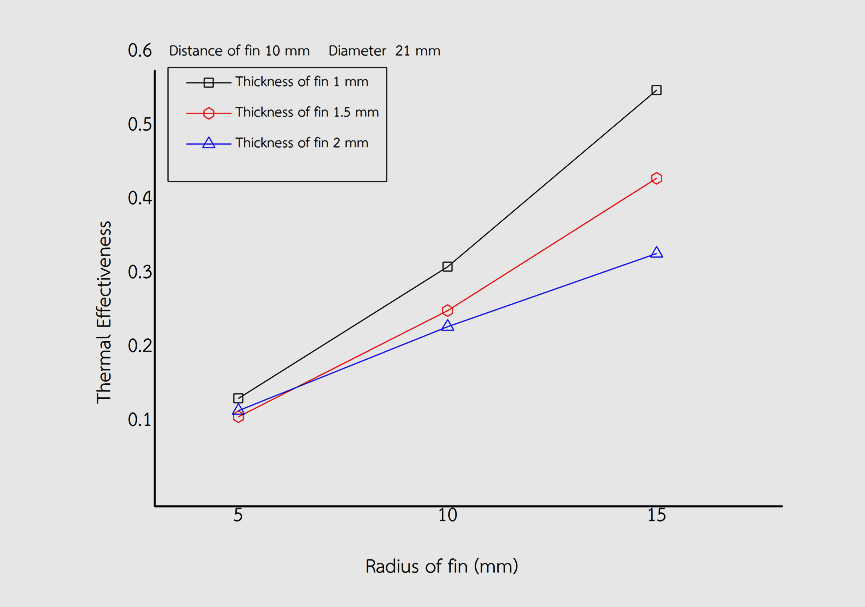 0.6 Distance of fin 10 mm Diameter 21 mm
Thickness of fin 1 mm
Thickness of fin 1.5 mm
Thickness of fin 2 mm
0.5
0.4
0.3
0.2
0.1
Thermal Effectiveness
5 10 15
Radius of fin (mm)